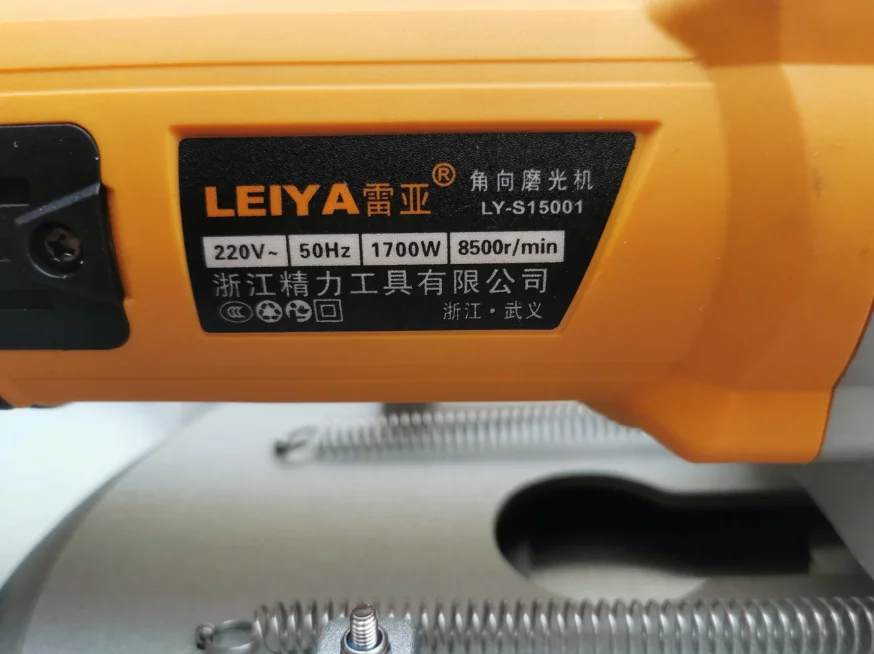 LEIYA雷亚® 角向磨光机
LY-S15001
220V~ 50Hz 1700W 8500r/min
浙江精力工具有限公司
CCC 浙江·武义